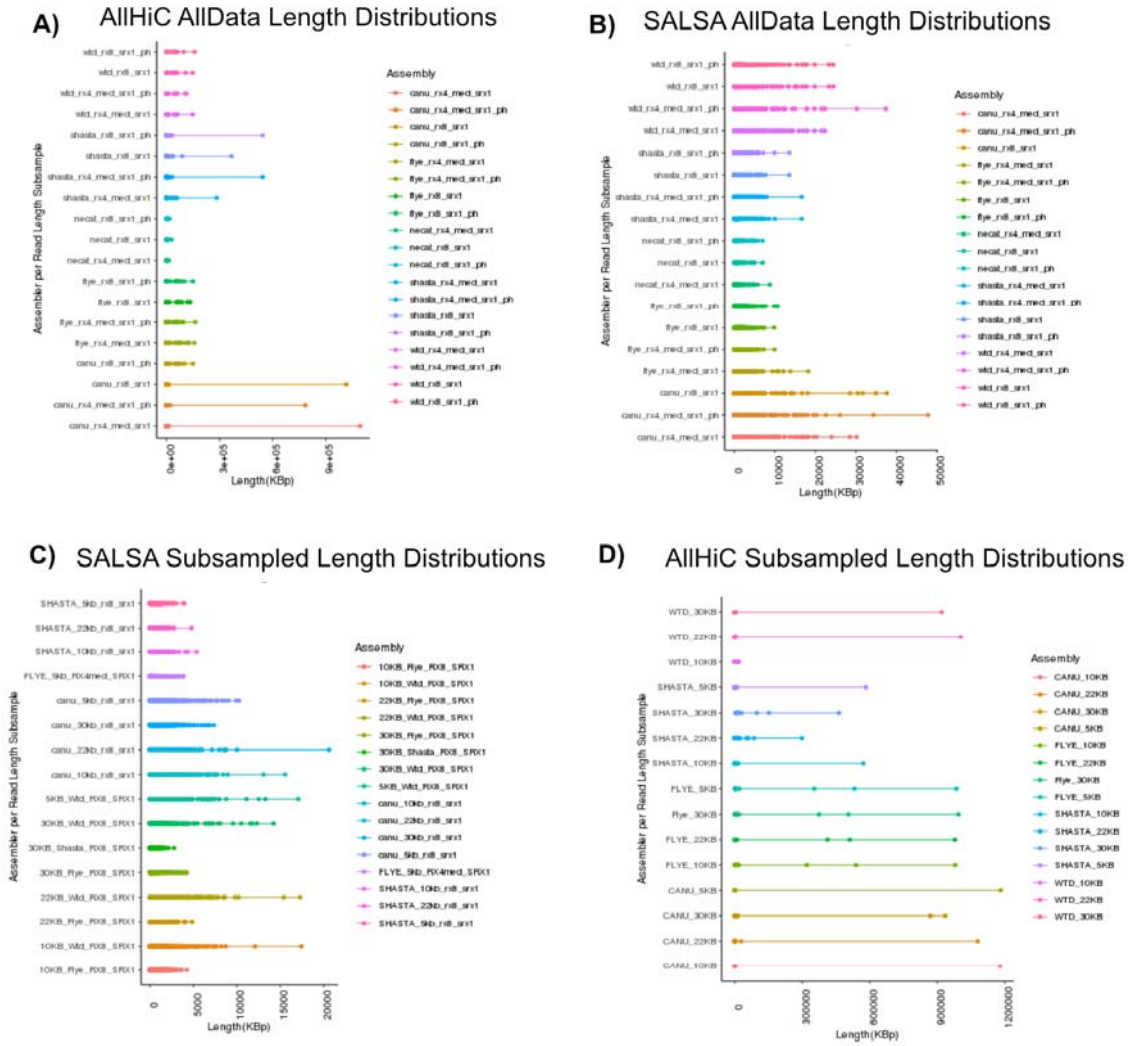 A) AllHiC AllData Length Distributions
Assembler per Read Length Subsample
wtd_rx8_srx1_ph
wtd_rx8_srx1
wtd_rx4_med_srx1_ph
wtd_rx4_med_srx1
shasta_rx8_srx1_ph
shasta_rx8_srx1
shasta_rx4_med_srx1_ph
shasta_rx4_med_srx1
necat_rx8_srx1_ph
necat_rx8_srx1
necat_rx4_med_srx1
flye_rx8_srx1_ph
flye_rx8_srx1
flye_rx4_med_srx1_ph
flye_rx4_med_srx1
canu_rx8_srx1_ph
canu_rx8_srx1
canu_rx4_med_srx1_ph
canu_rx4_med_srx1
0e+00 3e+05 6e+05 9e+05
Length(KBp)
Assembly
canu_rx4_med_srx1
canu_rx4_med_srx1_ph
canu_rx8_srx1
canu_rx8_srx1_ph
flye_rx4_med_srx1
flye_rx4_med_srx1_ph
flye_rx8_srx1
flye_rx8_srx1_ph
necat_rx4_med_srx1
necat_rx8_srx1
necat_rx8_srx1_ph
shasta_rx4_med_srx1
shasta_rx4_med_srx1_ph
shasta_rx8_srx1
shasta_rx8_srx1_ph
wtd_rx4_med_srx1
wtd_rx4_med_srx1_ph
wtd_rx8_srx1
wtd_rx8_srx1_ph
B) SALSA AllData Length Distributions
Assembler per Read Length Subsample
wtd_rx8_srx1_ph
wtd_rx8_srx1
wtd_rx4_med_srx1_ph
wtd_rx4_med_srx1
shasta_rx8_srx1_ph
shasta_rx8_srx1
shasta_rx4_med_srx1_ph
shasta_rx4_med_srx1
necat_rx8_srx1_ph
necat_rx8_srx1
necat_rx4_med_srx1
flye_rx8_srx1_ph
flye_rx8_srx1
flye_rx4_med_srx1_ph
flye_rx4_med_srx1
canu_rx8_srx1
canu_rx4_med_srx1_ph
canu_rx4_med_srx1
0 10000 20000 30000 40000 50000
Length(KBp)
Assembly
canu_rx4_med_srx1
canu_rx4_med_srx1_ph
canu_rx8_srx1
flye_rx4_med_srx1
flye_rx4_med_srx1_ph
flye_rx8_srx1
flye_rx8_srx1_ph
necat_rx4_med_srx1
necat_rx8_srx1
necat_rx8_srx1_ph
shasta_rx4_med_srx1
shasta_rx4_med_srx1_ph
shasta_rx8_srx1
shasta_rx8_srx1_ph
wtd_rx4_med_srx1
wtd_rx4_med_srx1_ph
wtd_rx8_srx1
wtd_rx8_srx1_ph
C) SALSA Subsampled Length Distributions
Assembler per Read Length Subsample
SHASTA_5kb_rx8_srx1
SHASTA_22kb_rx8_srx1
SHASTA_10kb_rx8_srx1
FLYE_5kb_RX4med_SRX1
canu_5kb_rx8_srx1
canu_30kb_rx8_srx1
canu_22kb_rx8_srx1
canu_10kb_rx8_srx1
5KB_Wtd_RX8_SRX1
30KB_Wtd_RX8_SRX1
30KB_Shasta_RX8_SRX1
30KB_Flye_RX8_SRX1
22KB_Wtd_RX8_SRX1
22KB_Flye_RX8_SRX1
10KB_Wtd_RX8_SRX1
10KB_Flye_RX8_SRX1
0 5000 10000 15000 20000
Length(KBp)
Assembly
10KB_Flye_RX8_SRX1
10KB_Wtd_RX8_SRX1
22KB_Flye_RX8_SRX1
22KB_Wtd_RX8_SRX1
30KB_Flye_RX8_SRX1
30KB_Shasta_RX8_SRX1
30KB_Wtd_RX8_SRX1
5KB_Wtd_RX8_SRX1
canu_10kb_rx8_srx1
canu_22kb_rx8_srx1
canu_30kb_rx8_srx1
canu_5kb_rx8_srx1
FLYE_5kb_RX4med_SRX1
SHASTA_10kb_rx8_srx1
SHASTA_22kb_rx8_srx1
SHASTA_5kb_rx8_srx1
D) AllHiC Subsampled Length Distributions
Assembler per Read Length Subsample
WTD_30KB
WTD_22KB
WTD_10KB
SHASTA_5KB
SHASTA_30KB
SHASTA_22KB
SHASTA_10KB
FLYE_5KB
Flye_30KB
FLYE_22KB
FLYE_10KB
CANU_5KB
CANU_30KB
CANU_22KB
CANU_10KB
0 300000 600000 900000 1200000
Length(KBp)
Assembly
CANU_10KB
CANU_22KB
CANU_30KB
CANU_5KB
FLYE_10KB
FLYE_22KB
Flye_30KB
FLYE_5KB
SHASTA_10KB
SHASTA_22KB
SHASTA_30KB
SHASTA_5KB
WTD_10KB
WTD_22KB
WTD_30KB